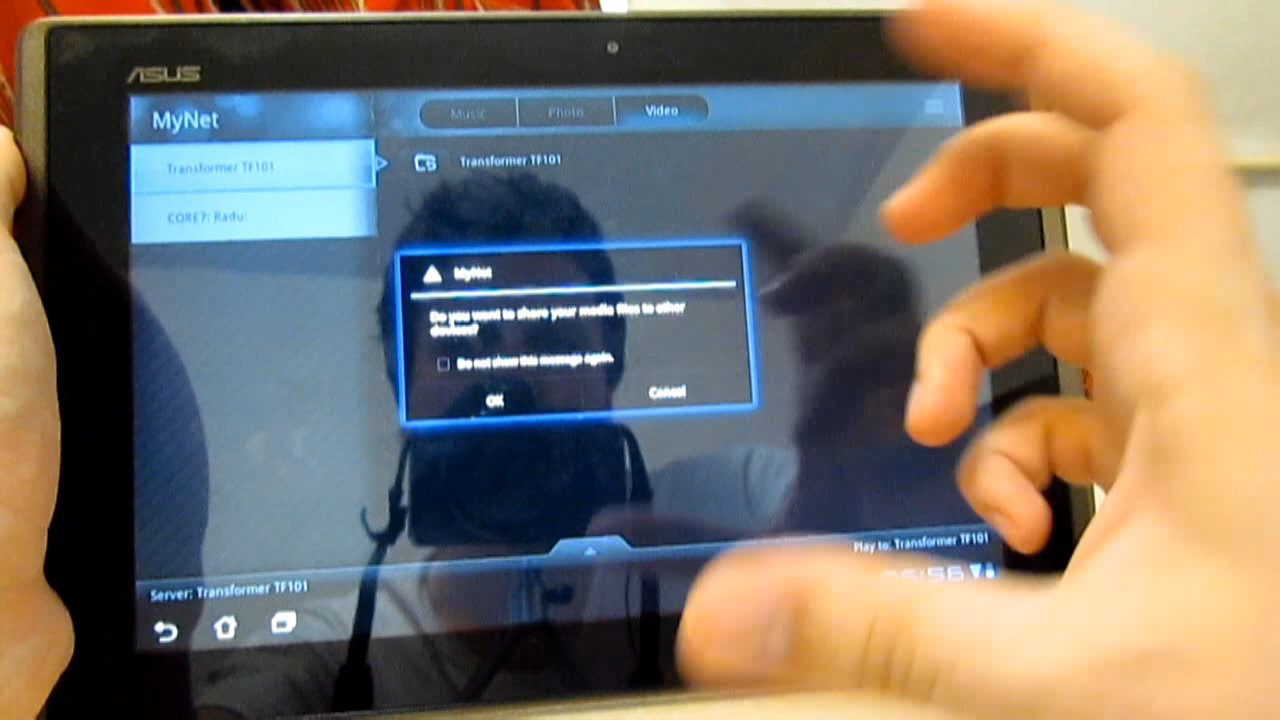 ASUS
MyNet
Music
Photo
Video
Transformer TF101
CORE7: Radu:
Transformer TF101
MyNet
Do you want to share your media files to other
devices?
Do not show this message again.
OK
Cancel
Play to: Transformer TF101
Server: Transformer TF101